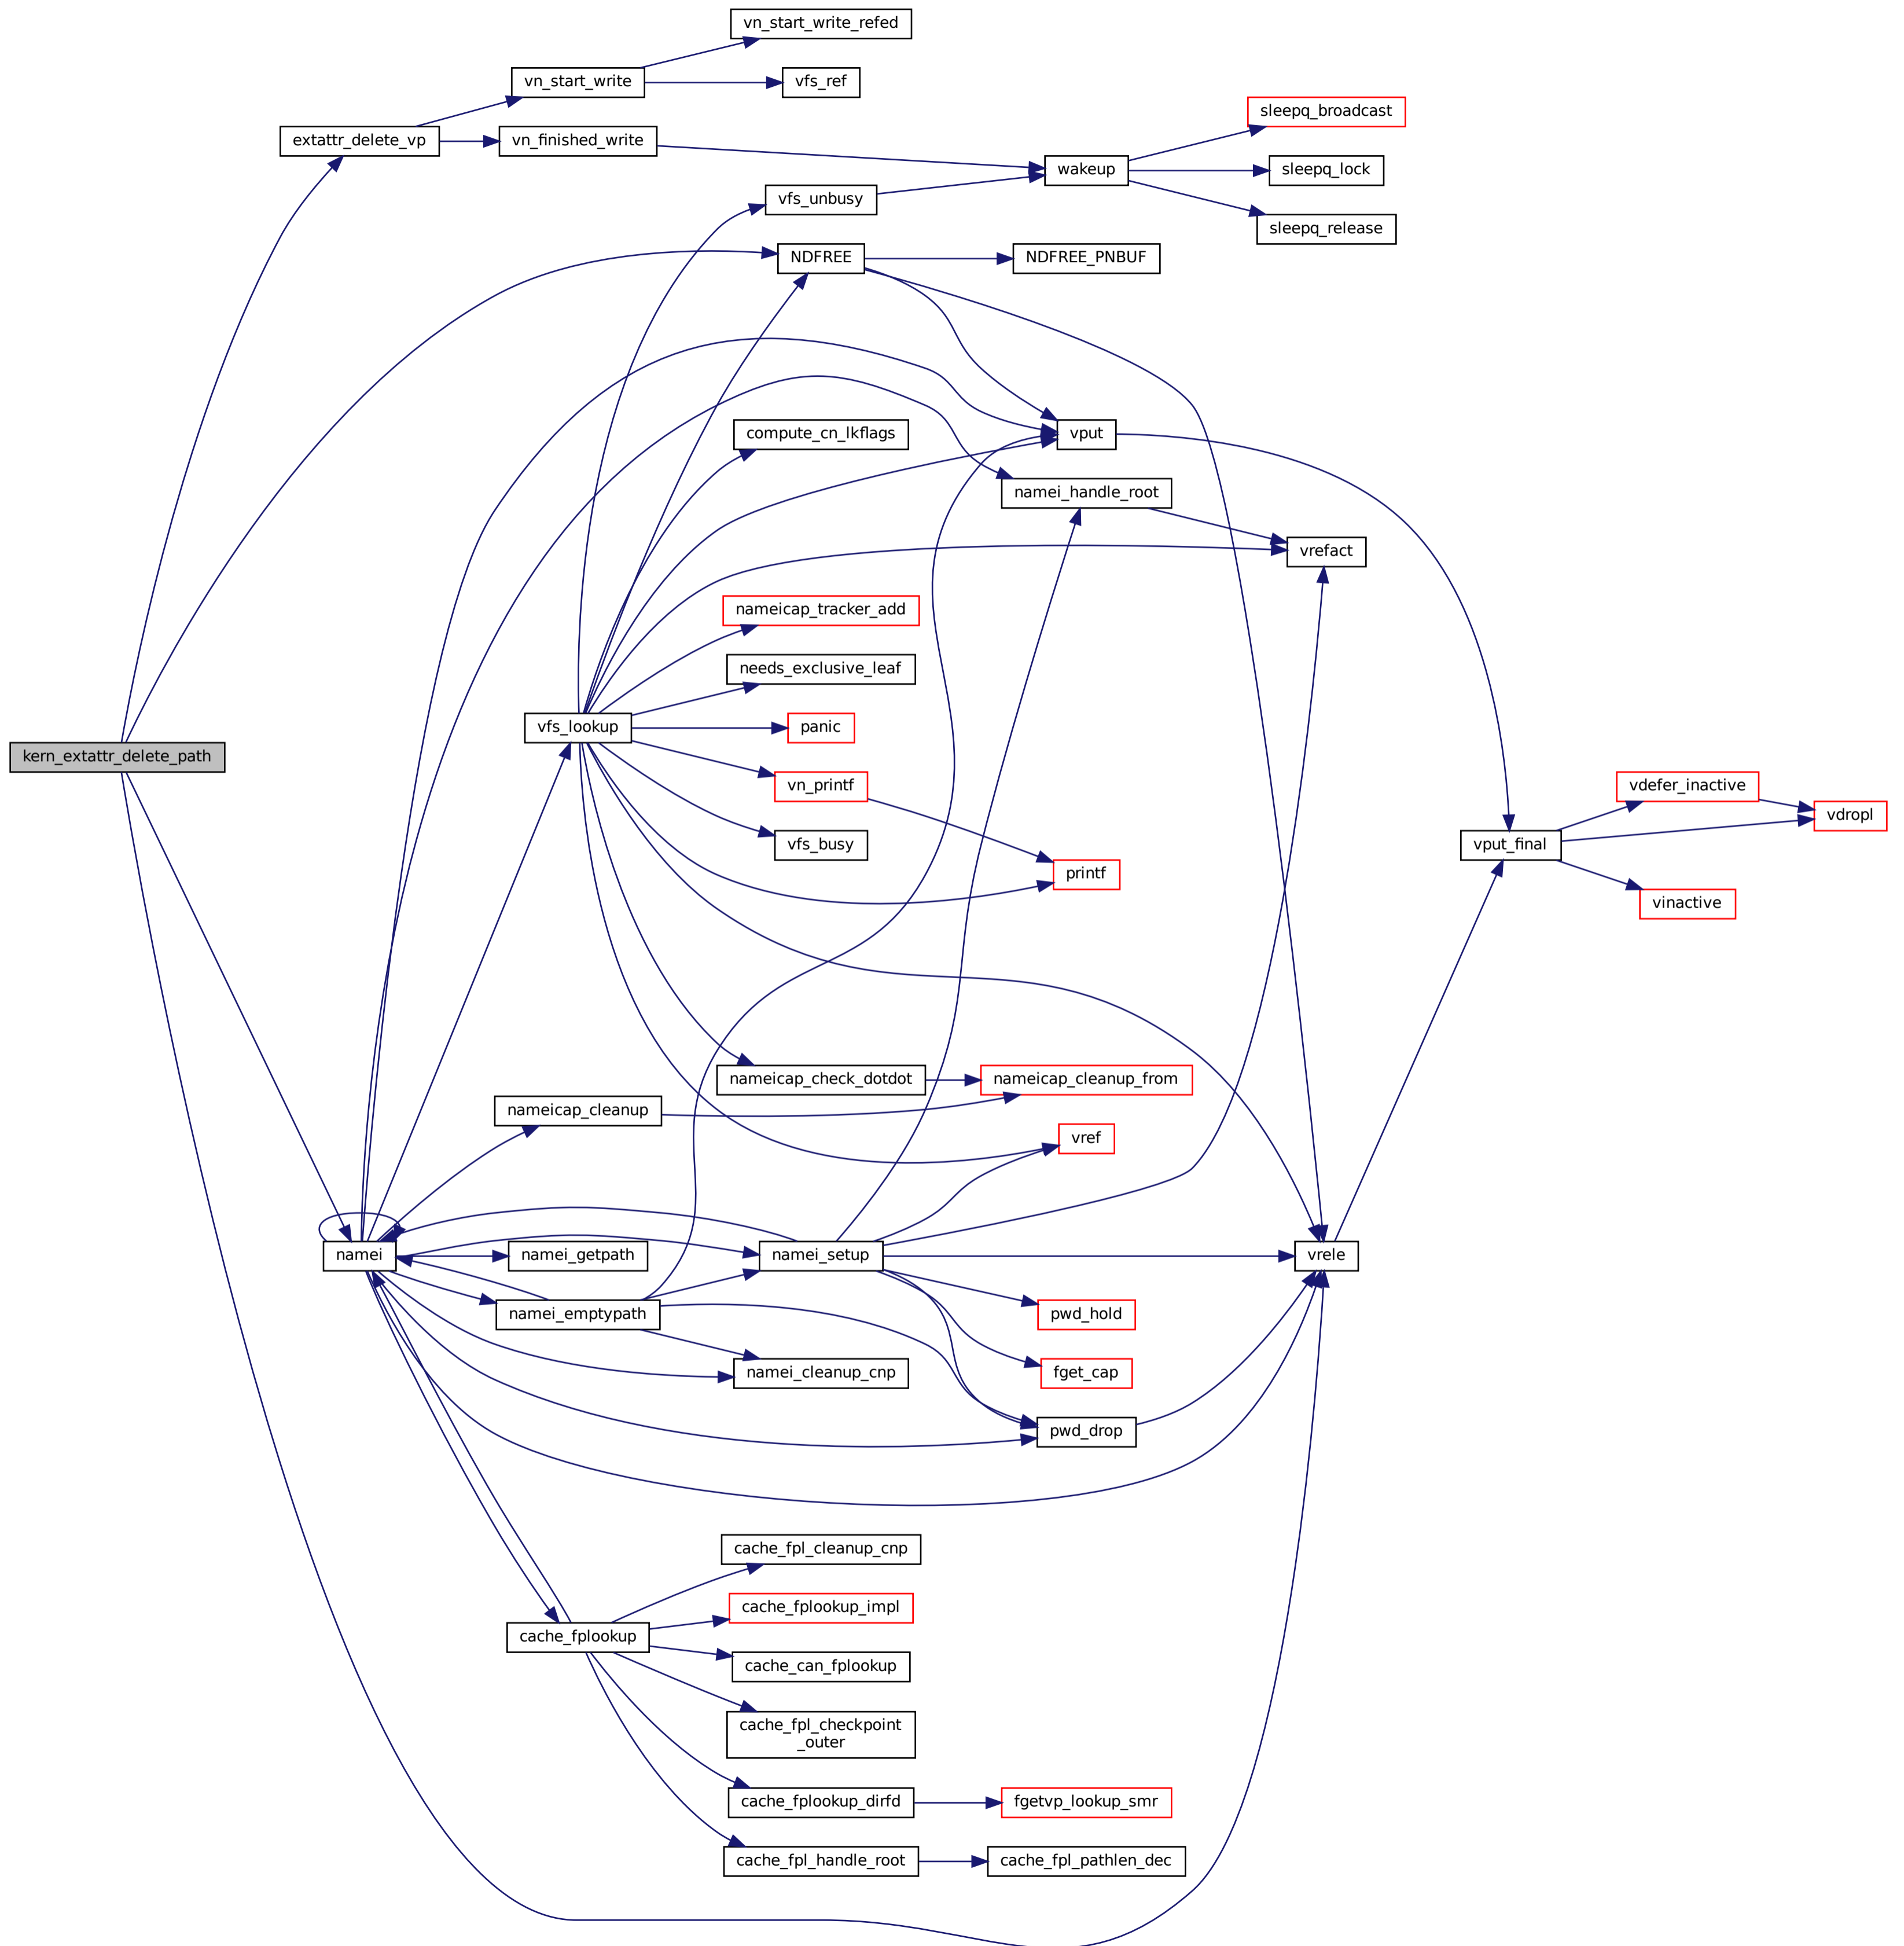 vn_start_write_refed
vn_start_write
vfs_ref
sleepq_broadcast
extattr_delete_vp
vn_finished_write
wakeup
sleepq_lock
vfs_unbusy
sleepq_release
NDFREE
NDFREE_PNBUF
compute_cn_lkflags
vput
namei_handle_root
vrefact
nameicap_tracker_add
needs_exclusive_leaf
vfs_lookup
panic
kern_extattr_delete_path
vn_printf
vdefer_inactive
vdropl
vfs_busy
vput_final
printf
vinactive
nameicap_check_dotdot
nameicap_cleanup_from
nameicap_cleanup
vref
namei
namei_getpath
namei_setup
vrele
namei_emptypath
pwd_hold
namei_cleanup_cnp
fget_cap
pwd_drop
cache_fpl_cleanup_cnp
cache_fplookup_impl
cache_fplookup
cache_can_fplookup
cache_fpl_checkpoint
_outer
cache_fplookup_dirfd
fgetvp_lookup_smr
cache_fpl_handle_root
cache_fpl_pathlen_dec